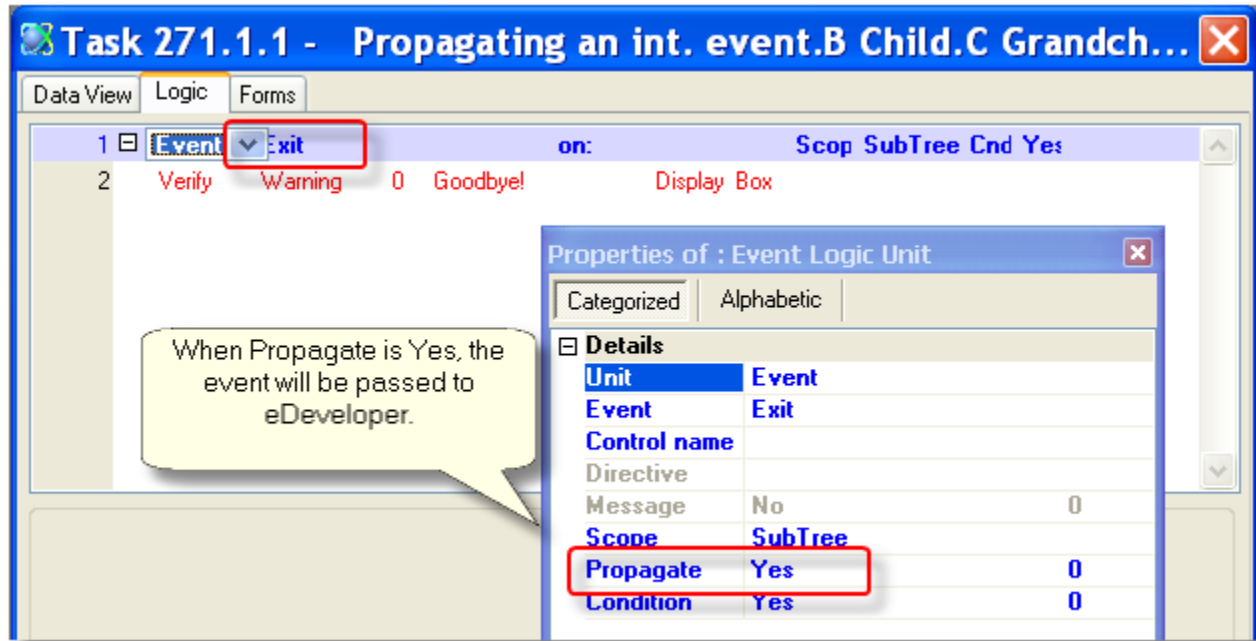 Task 271.1.1 - Propagating an int. event.B Child.C Grandch...
Data View Logic Forms
1 Event Exit on: Scop SubTree Cnd Yes
2 Verify Warning 0 Goodbye! Display Box
Properties of : Event Logic Unit
Categorized Alphabetic
When Propagate is Yes, the
event will be passed to
eDeveloper.
Details
Unit Event
Event Exit
Control name
Directive
Message No 0
Scope SubTree
Propagate Yes 0
Condition Yes 0